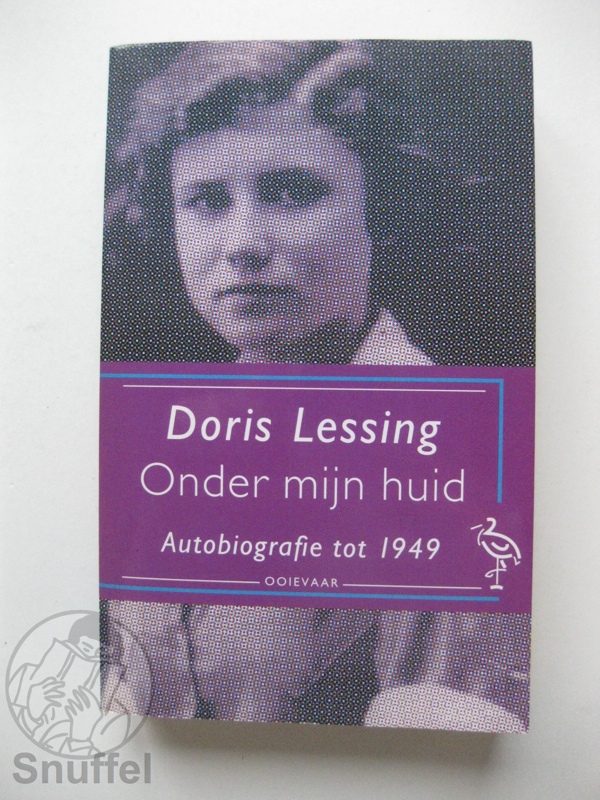 Doris Lessing
Onder mijn huid
Autobiografie tot 1949
OOIEVAAR
Snuffel